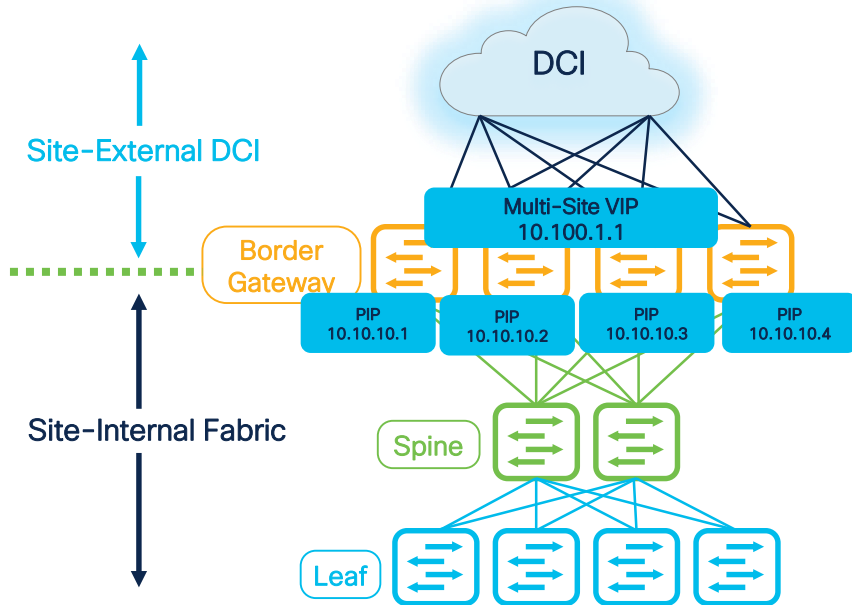 DCI
Site-External DCI
Multi-Site VIP
10.100.1.1
Border
Gateway
PIP
10.10.10.1
PIP
10.10.10.2
PIP
10.10.10.3
PIP
10.10.10.4
Site-Internal Fabric
Spine
Leaf